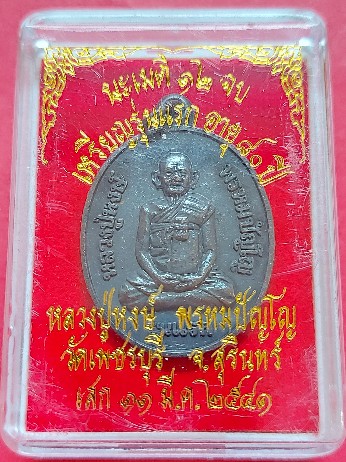 นะเมติ ๑๒ จบ
เหรียญรุ่นแรก อายุ ๘๐ ปี
หลวงปู่หงษ์
พรหมปัญโญ
หลวงปู่หงษ์ พรหมปัญโญ
วัดเพชรบุรี จ.สุรินทร์
เสก ๑๑ มี.ค.๒๕๔๑